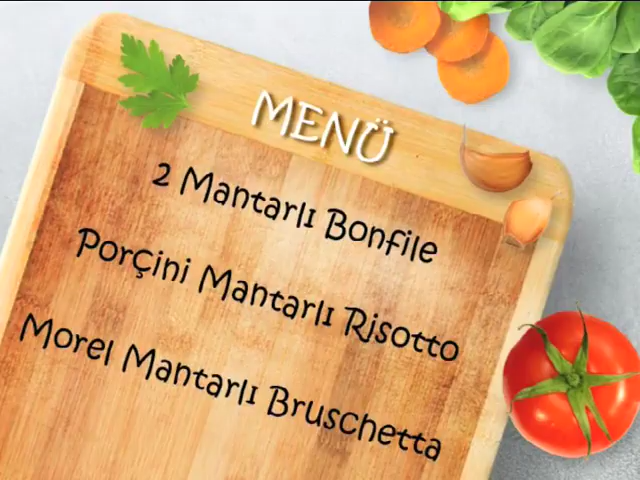 MENÜ
2 Mantarlı Bonfile
Porçini Mantarlı Risotto
Morel Mantarlı Bruschetta